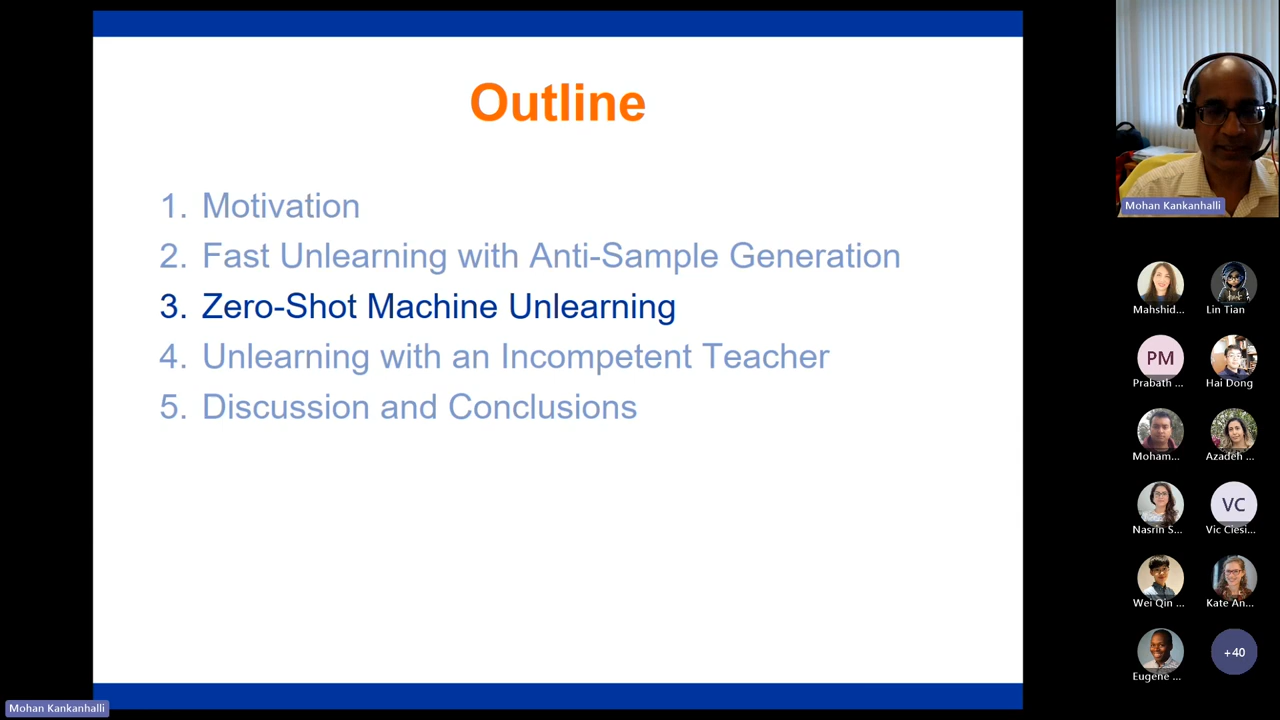 Outline
1. Motivation
2. Fast Unlearning with Anti-Sample Generation
3. Zero-Shot Machine Unlearning
4. Unlearning with an Incompetent Teacher
5. Discussion and Conclusions
Mohan Kankanhalli
Mahshid...
Lin Tian
PM
Prabath ...
Hai Dong
Moham...
Azadeh ...
Nasrin S...
VC
Vic Ciesi...
Wei Qin ...
Kate An...
Eugene ...
+40
Mohan Kankanhalli